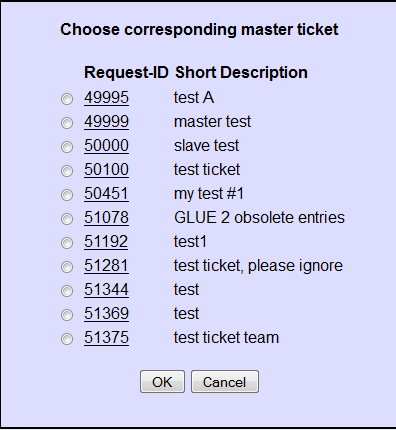 Choose corresponding master ticket
Request-ID Short Description
49995 test A
49999 master test
50000 slave test
50100 test ticket
50451 my test #1
51078 GLUE 2 obsolete entries
51192 test1
51281 test ticket, please ignore
51344 test
51369 test
51375 test ticket team
OK Cancel